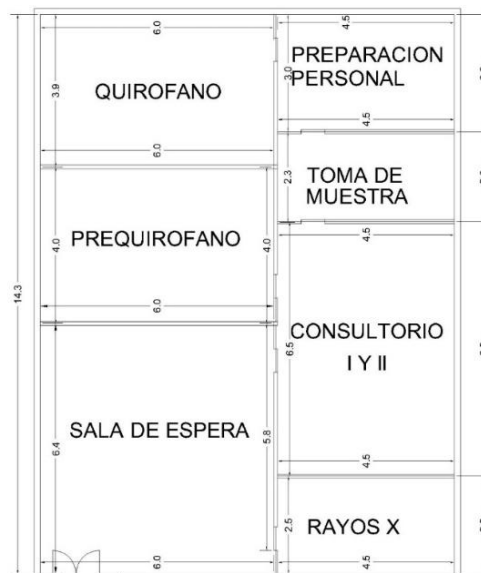 6.0
4.5
3.9
3.0
QUIROFANO
PREPARACION
PERSONAL
6.0
4.5
2.3
TOMA DE
MUESTRA
4.0
PREQUIROFANO
4.0
4.5
14.3
6.0
6.5
CONSULTORIO
I Y II
SALA DE ESPERA
6.4
5.8
4.5
2.5
RAYOS X
6.0
4.5